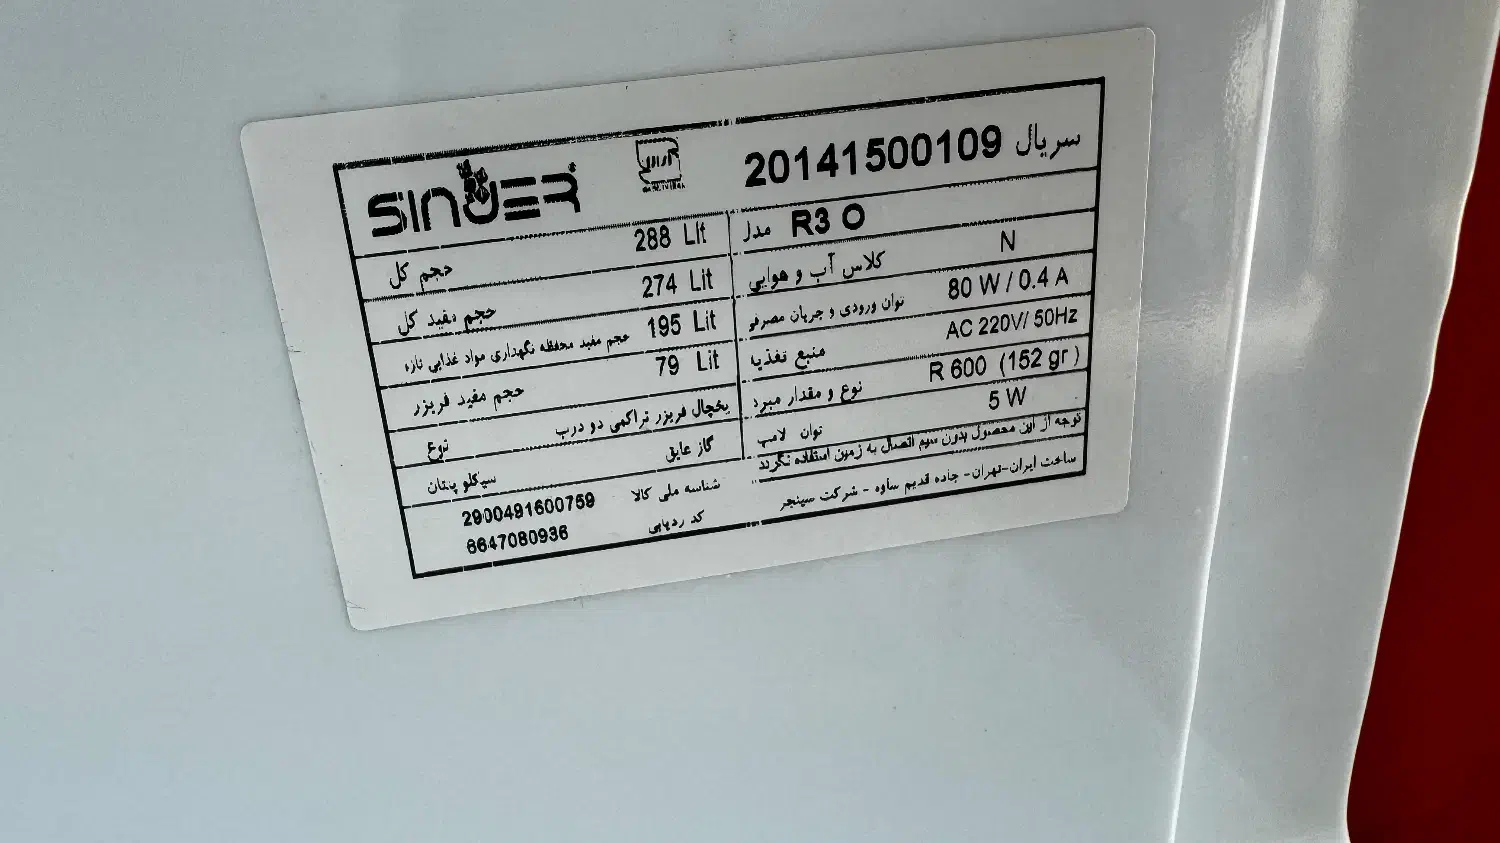 سریال 20141500109
SINGER
مدل R3 O
کلاس آب و هوایی N
توان ورودی و جریان مصرفی 80 W / 0.4 A
منبع تغذیه AC 220V/ 50Hz
نوع و مقدار مبرد R 600 (152 gr)
توان لامپ 5 W
توجه از این محصول بدون سیم اتصال به زمین استفاده نگردد
ساخت ایران-تهران- جاده قدیم ساوه - شرکت سینجر
288 Lit حجم کل
274 Lit حجم مفید کل
195 Lit حجم مفید محفظه نگهداری مواد غذایی تازه
79 Lit حجم مفید فریزر
یخچال فریزر تراکمی دو درب نوع
گاز عایق سیکلو پنتان
شناسه ملی کالا 2900491600759
کد ردیابی 6647080936